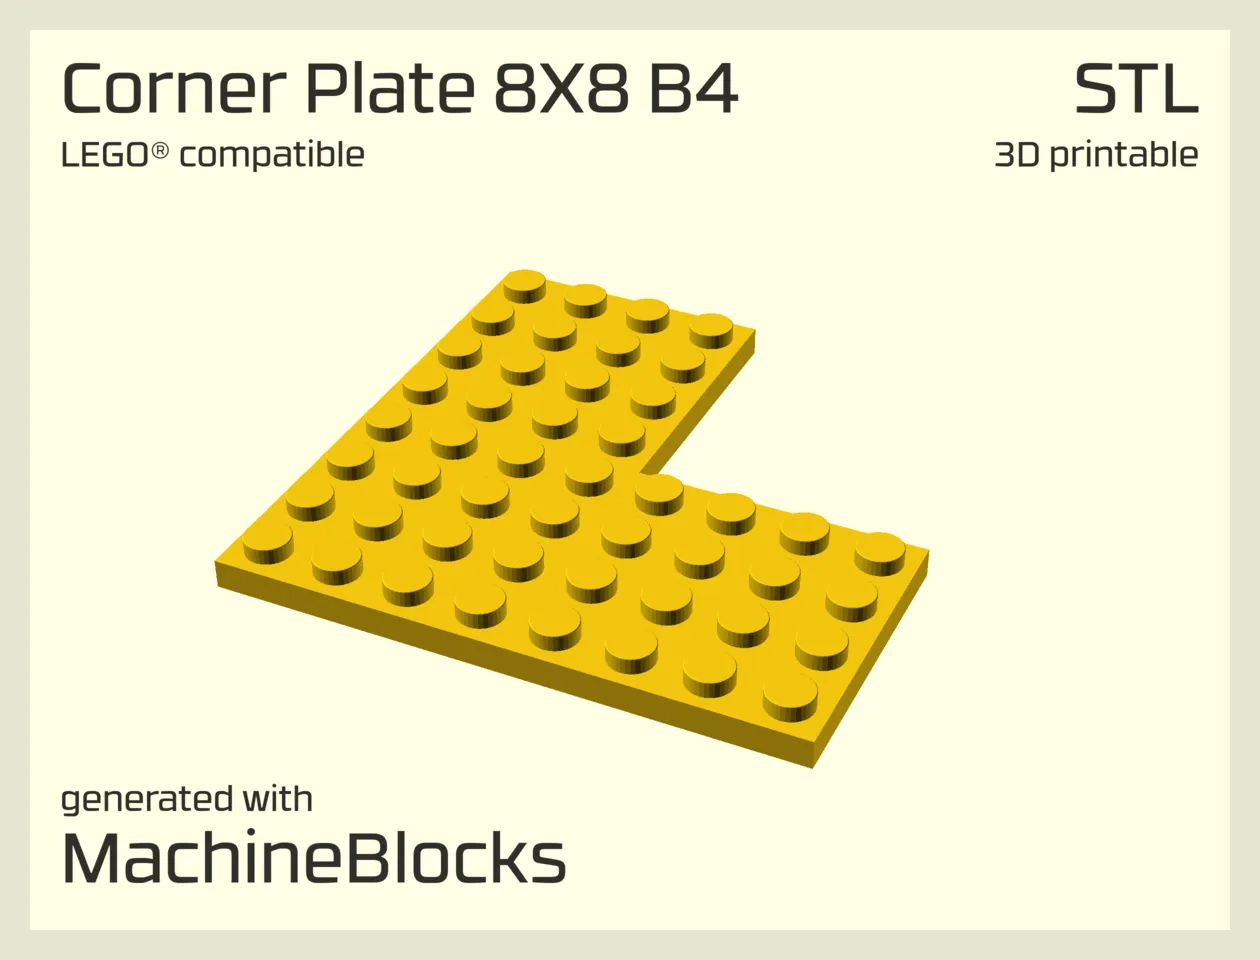 Corner Plate 8X8 B4
LEGO® compatible
STL
3D printable
generated with
MachineBlocks